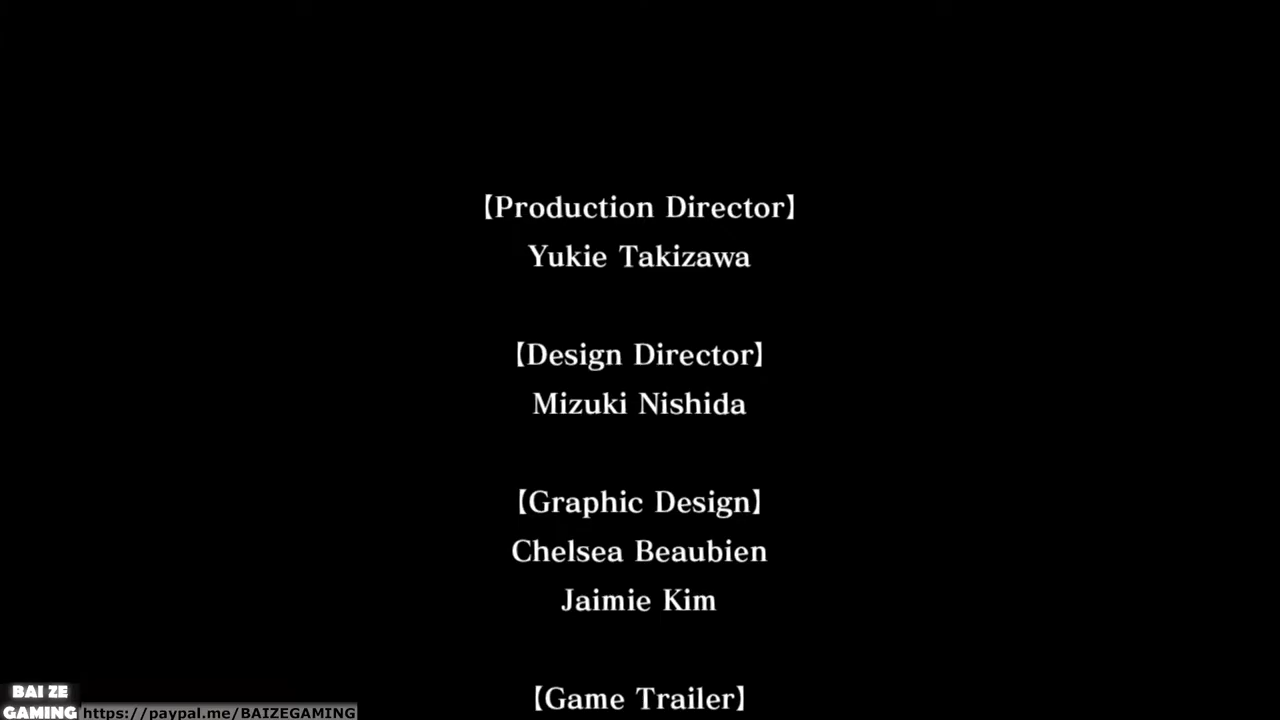 【Production Director】
Yukie Takizawa
【Design Director】
Mizuki Nishida
【Graphic Design】
Chelsea Beaubien
Jaimie Kim
【Game Trailer】
BAI ZE
GAMING https://paypal.me/BAIZEGAMING